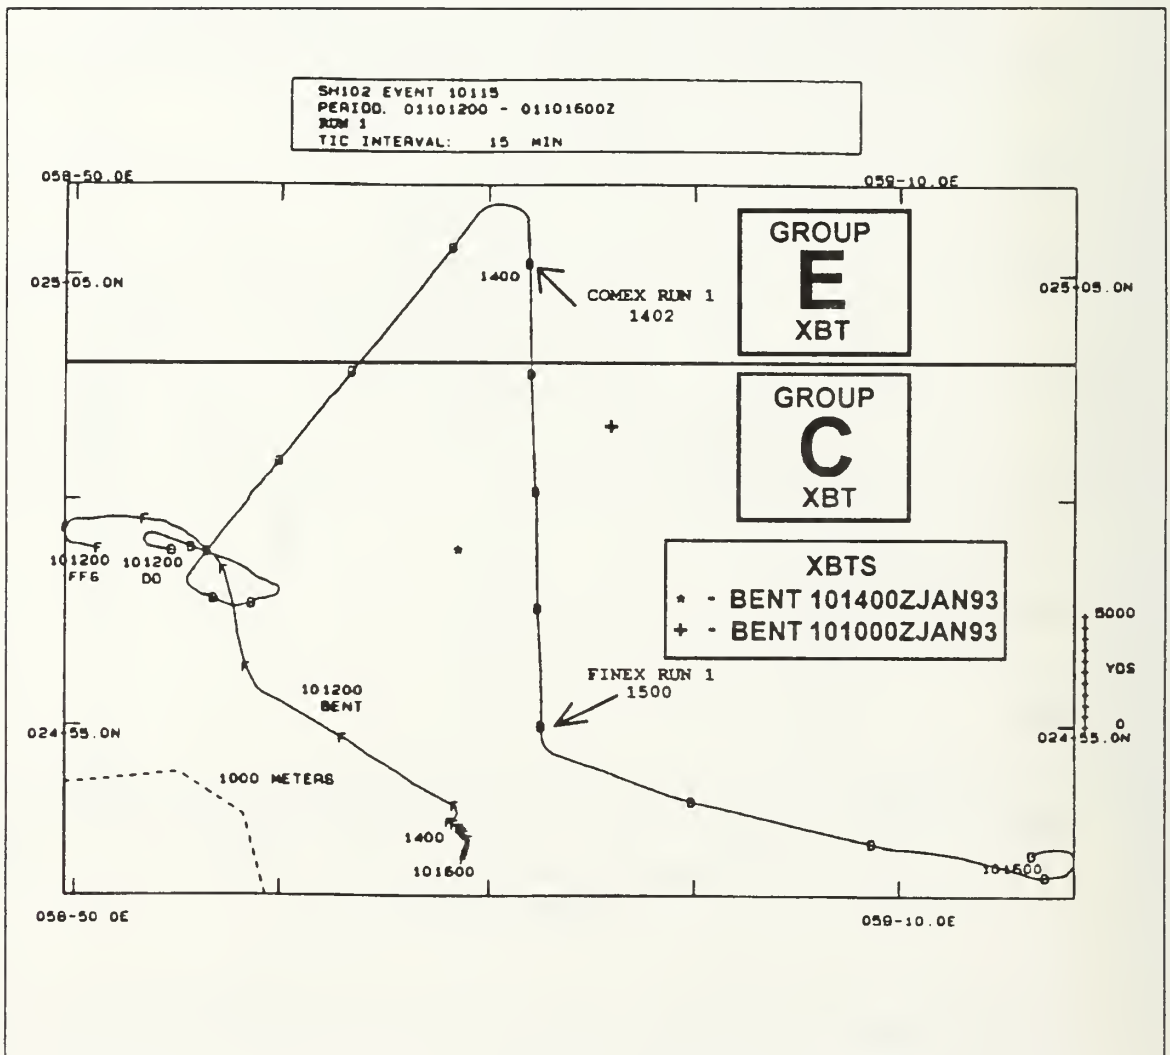 SH102 EVENT 10115
PERIOD. 01101200 - 01101600Z
RUN 1
TIC INTERVAL: 15 MIN
058-50.0E
059-10.0E
GROUP
E
XBT
025+05.0N
1400
COMEX RUN 1
1402
025+05.0N
GROUP
C
XBT
101200
FFG
101200
DD
XBTS
* - BENT 101400ZJAN93
+ - BENT 101000ZJAN93
5000
YDS
0
FINEX RUN 1
1500
101200
BENT
024+55.0N
024+55.0N
1000 METERS
1400
101600
101600
058-50 0E
059-10.0E